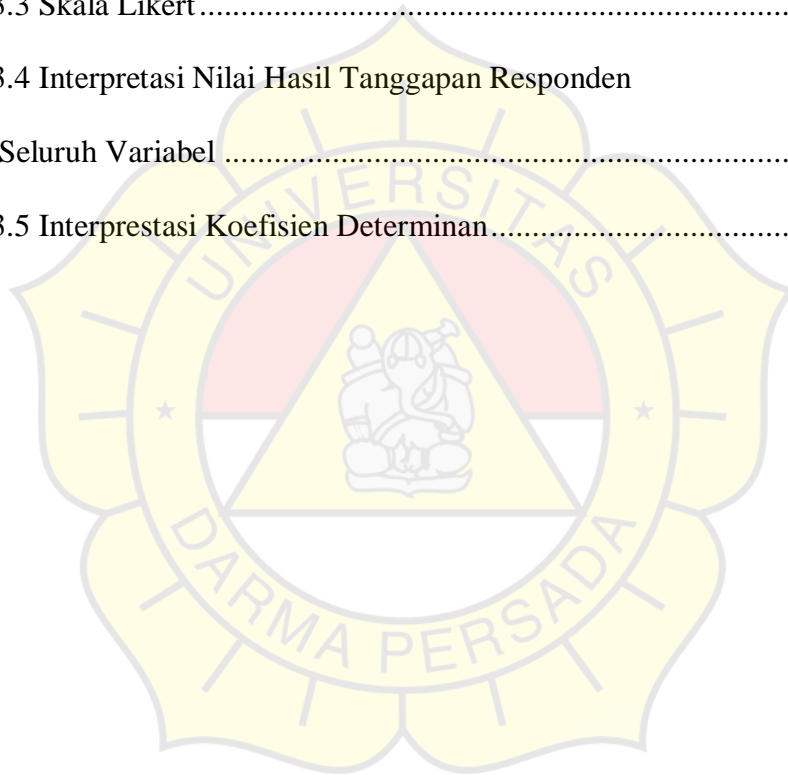 3.3 Skala Likert
3.4 Interpretasi Nilai Hasil Tanggapan Responden
Seluruh Variabel
3.5 Interprestasi Koefisien Determinan
UNIVERSITAS
DARMA PERSADA